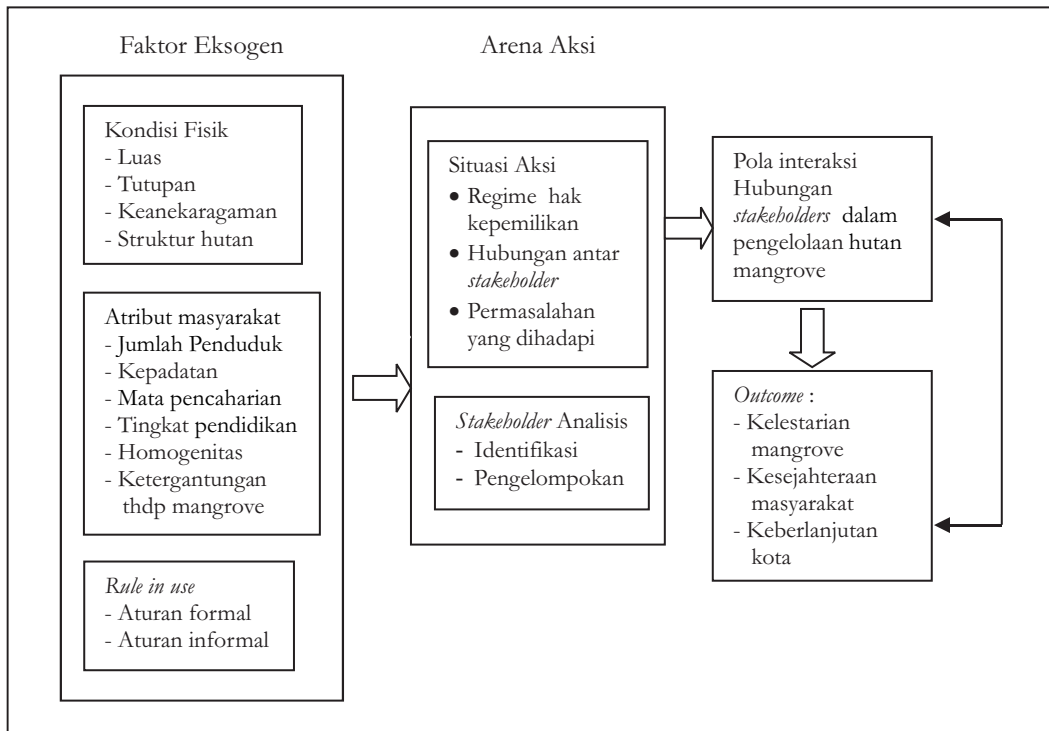 Faktor Eksogen
Kondisi Fisik
- Luas
- Tutupan
- Keanekaragaman
- Struktur hutan
Atribut masyarakat
- Jumlah Penduduk
- Kepadatan
- Mata pencaharian
- Tingkat pendidikan
- Homogenitas
- Ketergantungan
thdp mangrove
Rule in use
- Aturan formal
- Aturan informal
Arena Aksi
Situasi Aksi
• Regime hak
kepemilikan
• Hubungan antar
stakeholder
• Permasalahan
yang dihadapi
Stakeholder Analisis
- Identifikasi
- Pengelompokan
Pola interaksi
Hubungan
stakeholders dalam
pengelolaan hutan
mangrove
Outcome :
- Kelestarian
mangrove
- Kesejahteraan
masyarakat
- Keberlanjutan
kota